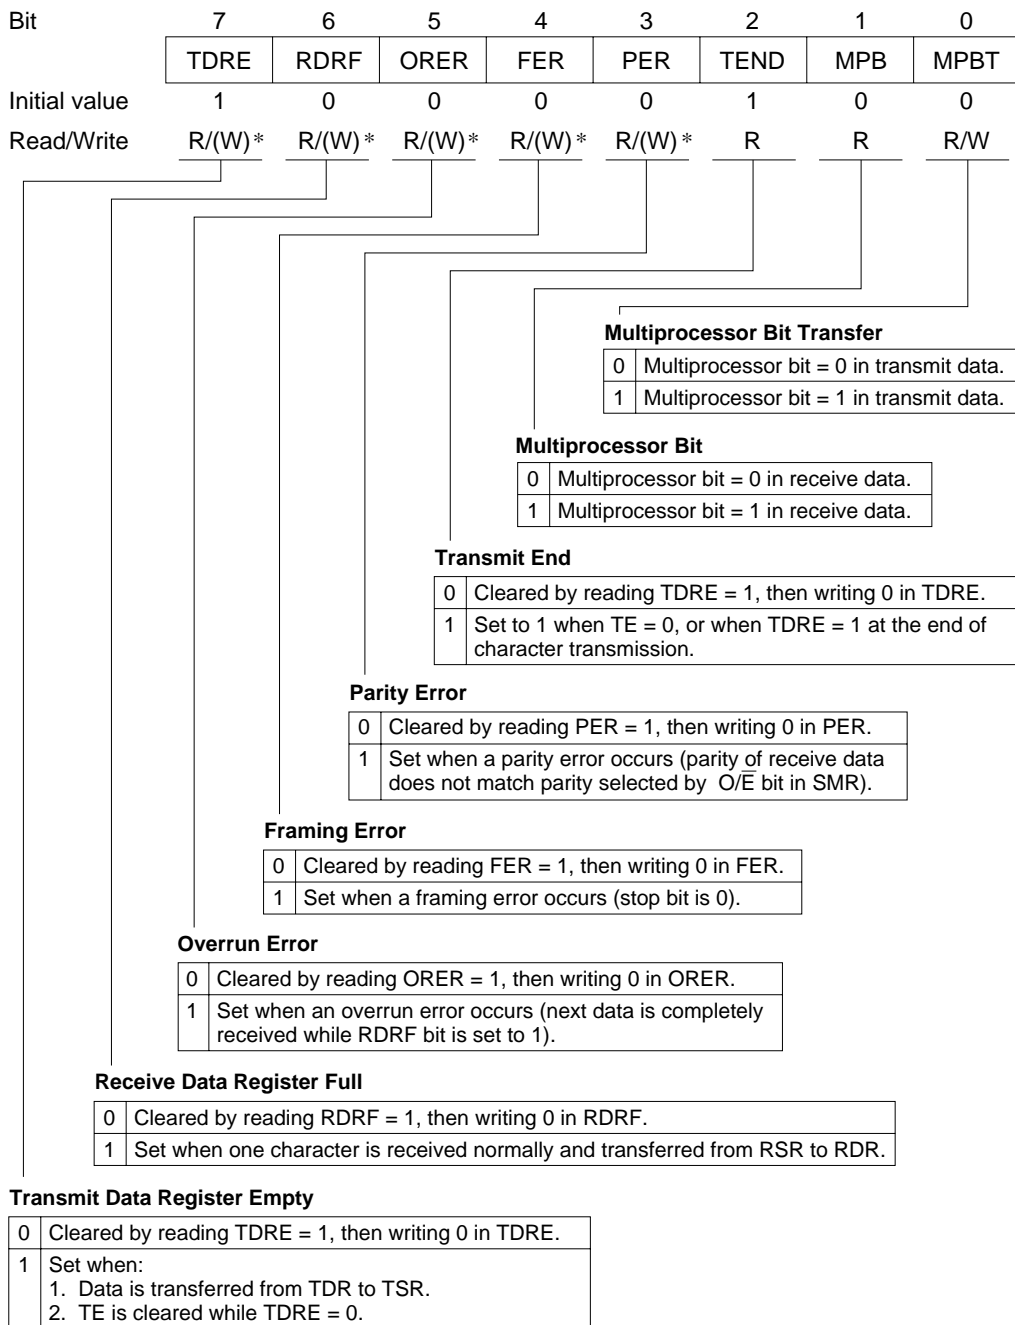 Bit 7 6 5 4 3 2 1 0
TDRE RDRF ORER FER PER TEND MPB MPBT
Initial value 1 0 0 0 0 1 0 0
Read/Write R/(W)* R/(W)* R/(W)* R/(W)* R/(W)* R R R/W
Multiprocessor Bit Transfer
0 Multiprocessor bit = 0 in transmit data.
1 Multiprocessor bit = 1 in transmit data.
Multiprocessor Bit
0 Multiprocessor bit = 0 in receive data.
1 Multiprocessor bit = 1 in receive data.
Transmit End
0 Cleared by reading TDRE = 1, then writing 0 in TDRE.
1 Set to 1 when TE = 0, or when TDRE = 1 at the end of
character transmission.
Parity Error
0 Cleared by reading PER = 1, then writing 0 in PER.
1 Set when a parity error occurs (parity of receive data
does not match parity selected by O/E̅ bit in SMR).
Framing Error
0 Cleared by reading FER = 1, then writing 0 in FER.
1 Set when a framing error occurs (stop bit is 0).
Overrun Error
0 Cleared by reading ORER = 1, then writing 0 in ORER.
1 Set when an overrun error occurs (next data is completely
received while RDRF bit is set to 1).
Receive Data Register Full
0 Cleared by reading RDRF = 1, then writing 0 in RDRF.
1 Set when one character is received normally and transferred from RSR to RDR.
Transmit Data Register Empty
0 Cleared by reading TDRE = 1, then writing 0 in TDRE.
1 Set when:
1. Data is transferred from TDR to TSR.
2. TE is cleared while TDRE = 0.